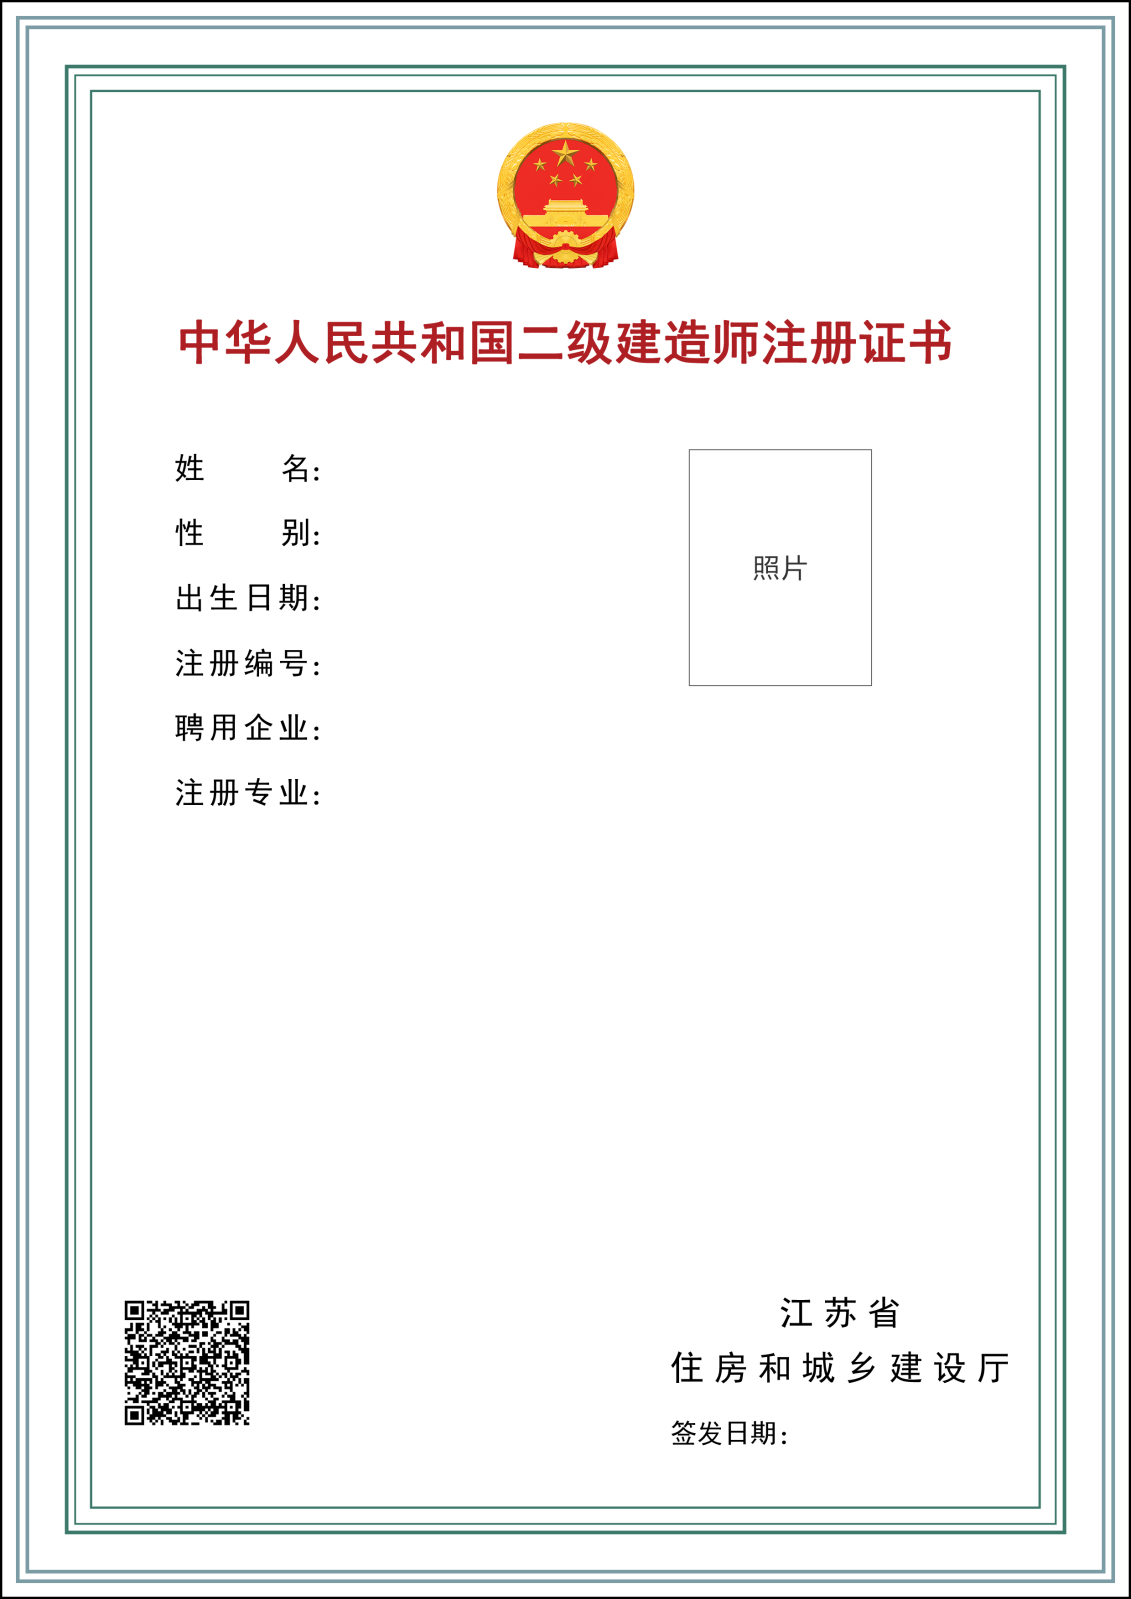 中华人民共和国二级建造师注册证书
姓 名:
性 别:
出生日期:
注册编号:
聘用企业:
注册专业:
照片
江苏省
住房和城乡建设厅
签发日期: